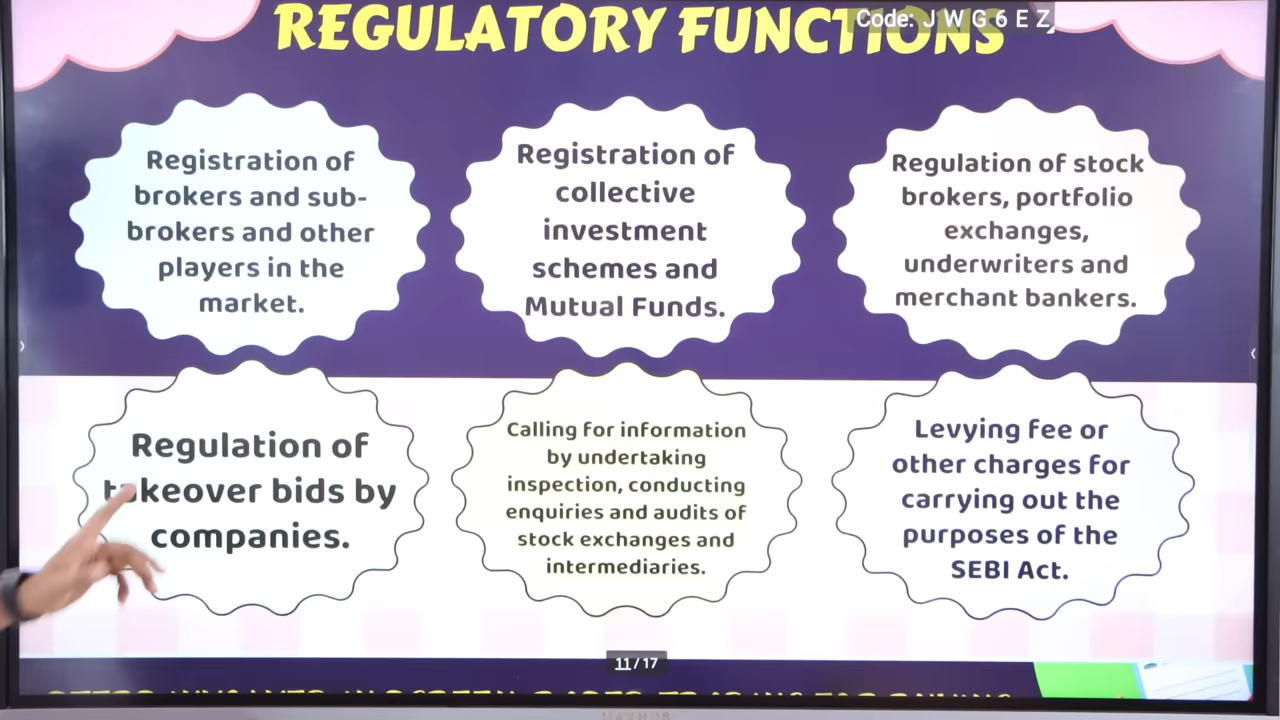 REGULATORY FUNCTIONS
Code: J W G 6 E Z
Registration of
brokers and sub-
brokers and other
players in the
market.
Registration of
collective
investment
schemes and
Mutual Funds.
Regulation of stock
brokers, portfolio
exchanges,
underwriters and
merchant bankers.
Regulation of
takeover bids by
companies.
Calling for information
by undertaking
inspection, conducting
enquiries and audits of
stock exchanges and
intermediaries.
Levying fee or
other charges for
carrying out the
purposes of the
SEBI Act.
11/17
MAXHUB